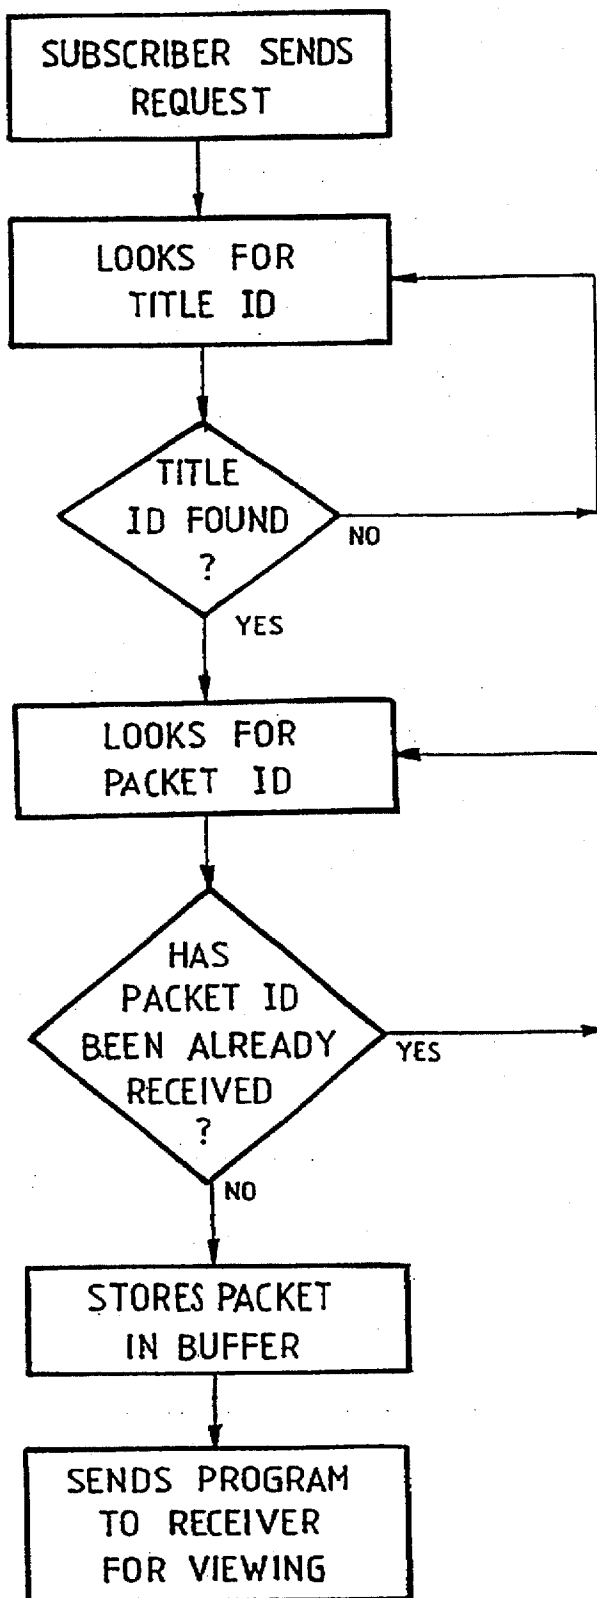 SUBSCRIBER SENDS
REQUEST
LOOKS FOR
TITLE ID
TITLE
ID FOUND
?
NO
YES
LOOKS FOR
PACKET ID
HAS
PACKET ID
BEEN ALREADY
RECEIVED
?
YES
NO
STORES PACKET
IN BUFFER
SENDS PROGRAM
TO RECEIVER
FOR VIEWING